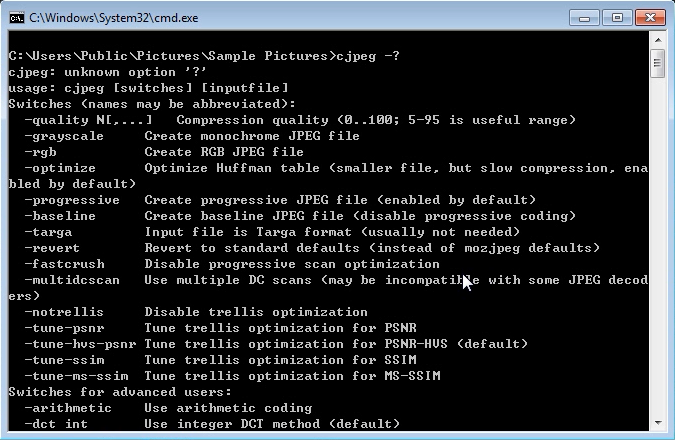 C:\Windows\System32\cmd.exe
C:\Users\Public\Pictures\Sample Pictures>cjpeg -?
cjpeg: unknown option '?'
usage: cjpeg [switches] [inputfile]
Switches (names may be abbreviated):
  -quality N[,...]   Compression quality (0..100; 5-95 is useful range)
  -grayscale     Create monochrome JPEG file
  -rgb           Create RGB JPEG file
  -optimize      Optimize Huffman table (smaller file, but slow compression, ena
bled by default)
  -progressive   Create progressive JPEG file (enabled by default)
  -baseline      Create baseline JPEG file (disable progressive coding)
  -targa         Input file is Targa format (usually not needed)
  -revert        Revert to standard defaults (instead of mozjpeg defaults)
  -fastcrush     Disable progressive scan optimization
  -multidcscan   Use multiple DC scans (may be incompatible with some JPEG decod
ers)
  -notrellis     Disable trellis optimization
  -tune-psnr     Tune trellis optimization for PSNR
  -tune-hvs-psnr Tune trellis optimization for PSNR-HVS (default)
  -tune-ssim     Tune trellis optimization for SSIM
  -tune-ms-ssim  Tune trellis optimization for MS-SSIM
Switches for advanced users:
  -arithmetic    Use arithmetic coding
  -dct int       Use integer DCT method (default)